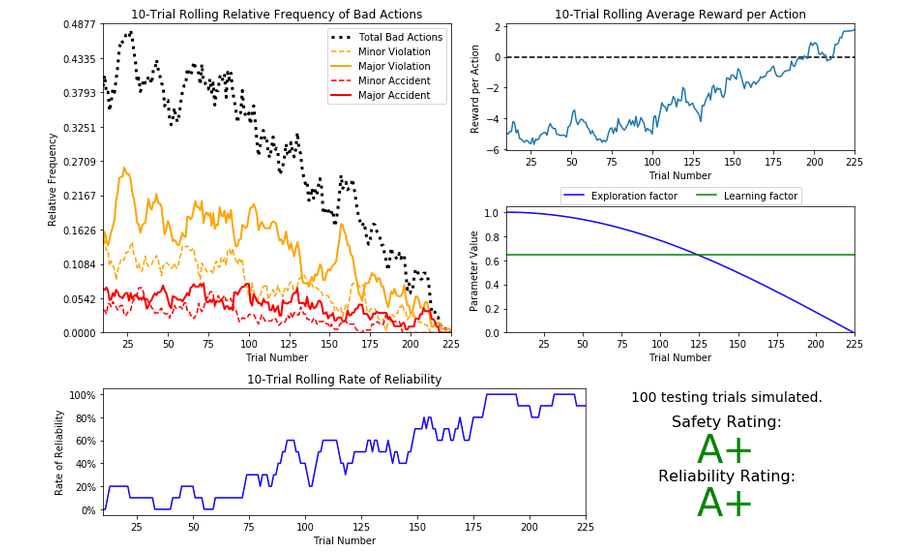 10-Trial Rolling Relative Frequency of Bad Actions
0.4877
0.4335
0.3793
0.3251
0.2709
0.2167
0.1626
0.1084
0.0542
0.0000
Relative Frequency
Total Bad Actions
Minor Violation
Major Violation
Minor Accident
Major Accident
25 50 75 100 125 150 175 200 225
Trial Number
10-Trial Rolling Average Reward per Action
2
0
−2
−4
−6
Reward per Action
25 50 75 100 125 150 175 200 225
Trial Number
Exploration factor Learning factor
1.0
0.8
0.6
0.4
0.2
0.0
Parameter Value
25 50 75 100 125 150 175 200 225
Trial Number
10-Trial Rolling Rate of Reliability
100%
80%
60%
40%
20%
0%
Rate of Reliability
25 50 75 100 125 150 175 200 225
Trial Number
100 testing trials simulated.
Safety Rating:
A+
Reliability Rating:
A+